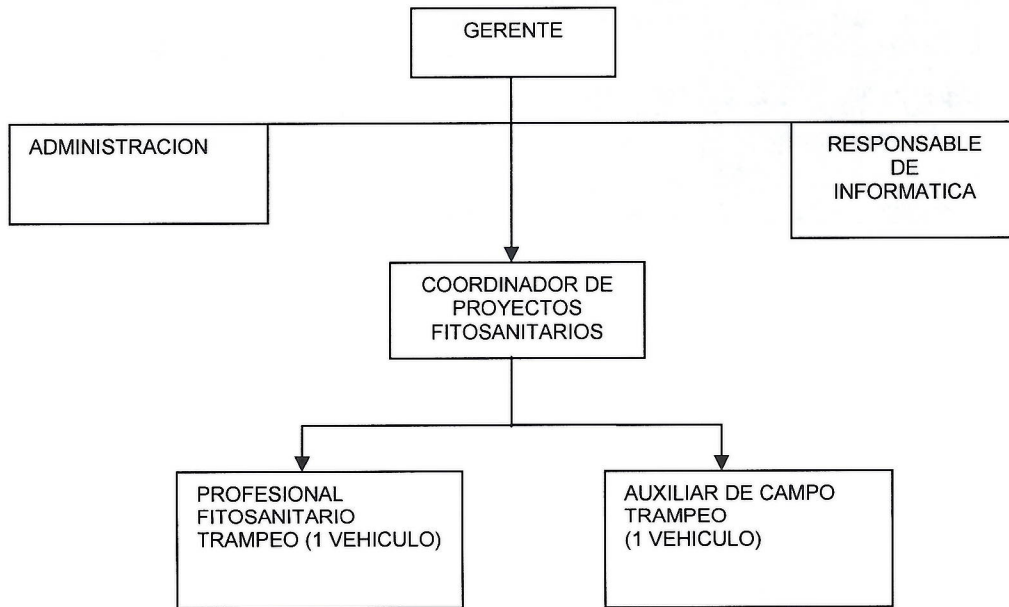 GERENTE
ADMINISTRACION
RESPONSABLE
DE
INFORMATICA
COORDINADOR DE
PROYECTOS
FITOSANITARIOS
PROFESIONAL
FITOSANITARIO
TRAMPEO (1 VEHICULO)
AUXILIAR DE CAMPO
TRAMPEO
(1 VEHICULO)